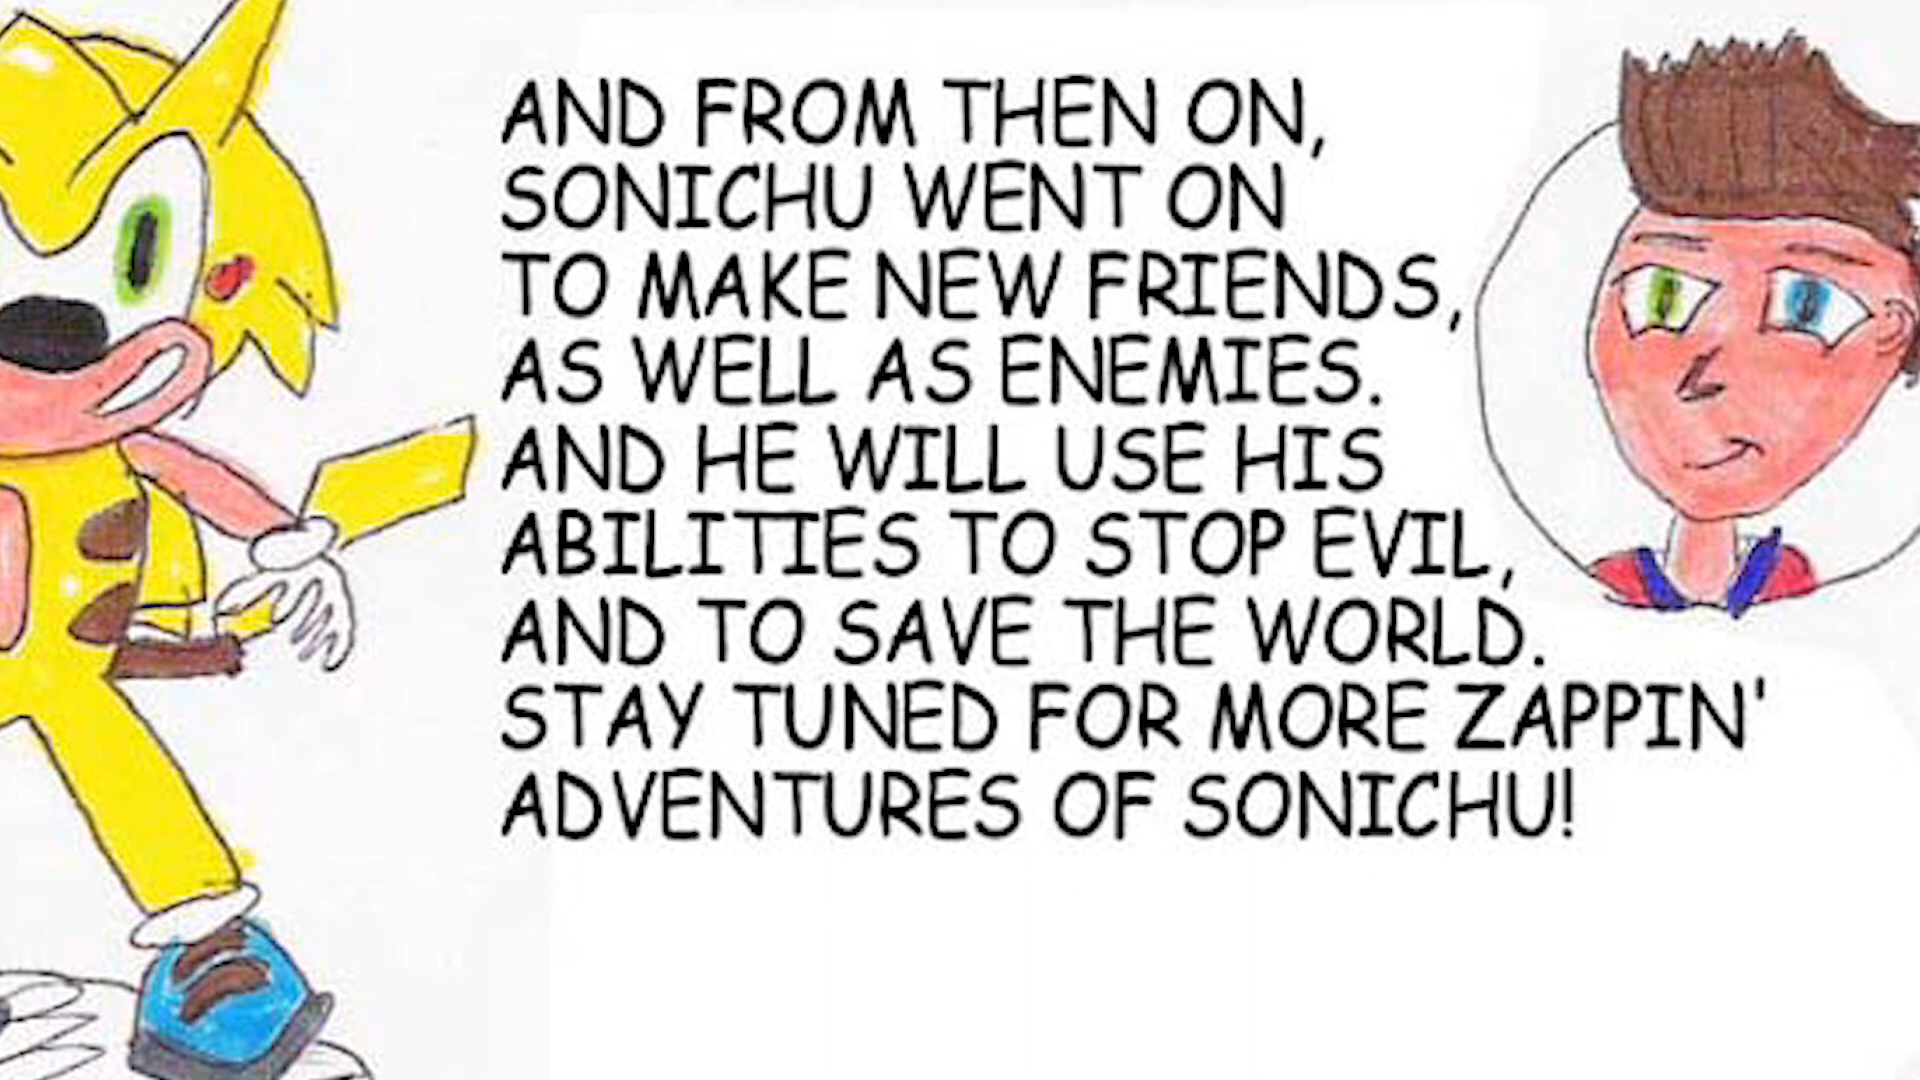 AND FROM THEN ON,
SONICHU WENT ON
TO MAKE NEW FRIENDS,
AS WELL AS ENEMIES.
AND HE WILL USE HIS
ABILITIES TO STOP EVIL,
AND TO SAVE THE WORLD.
STAY TUNED FOR MORE ZAPPIN'
ADVENTURES OF SONICHU!